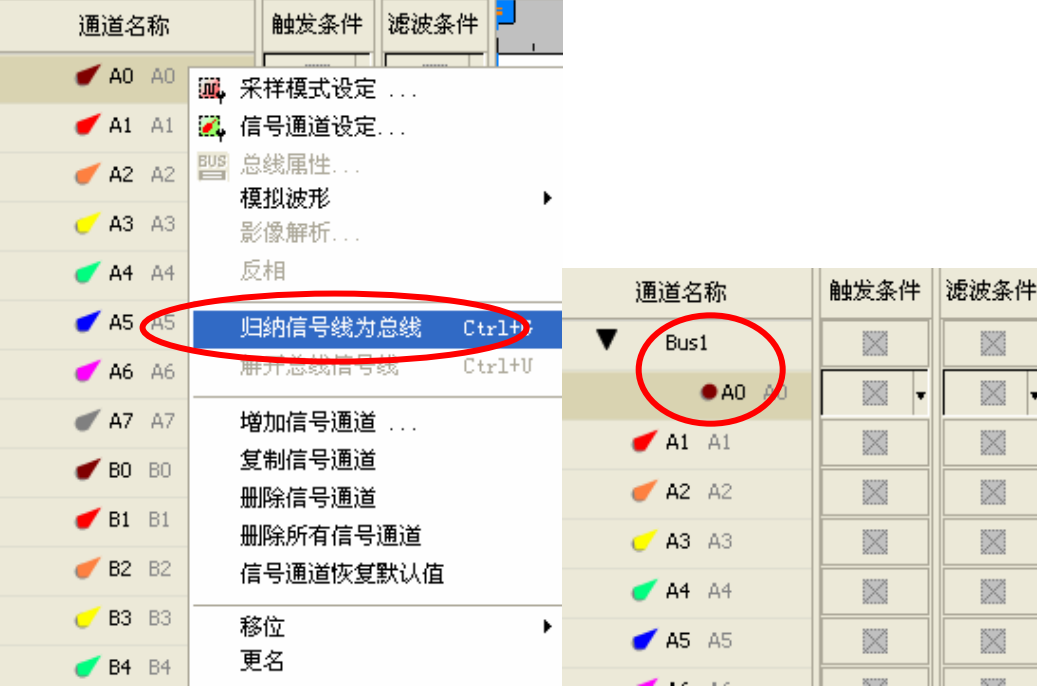 通道名称 触发条件 滤波条件
A0 A0
A1 A1
A2 A2
A3 A3
A4 A4
A5 A5
A6 A6
A7 A7
B0 B0
B1 B1
B2 B2
B3 B3
B4 B4
采样模式设定 ...
信号通道设定...
BUS 总线属性...
模拟波形
影像解析...
反相
归纳信号线为总线 Ctrl+G
解开总线信号线 Ctrl+U
增加信号通道 ...
复制信号通道
删除信号通道
删除所有信号通道
信号通道恢复默认值
移位
更名
通道名称 触发条件 滤波条件
Bus1
A0 A0
A1 A1
A2 A2
A3 A3
A4 A4
A5 A5